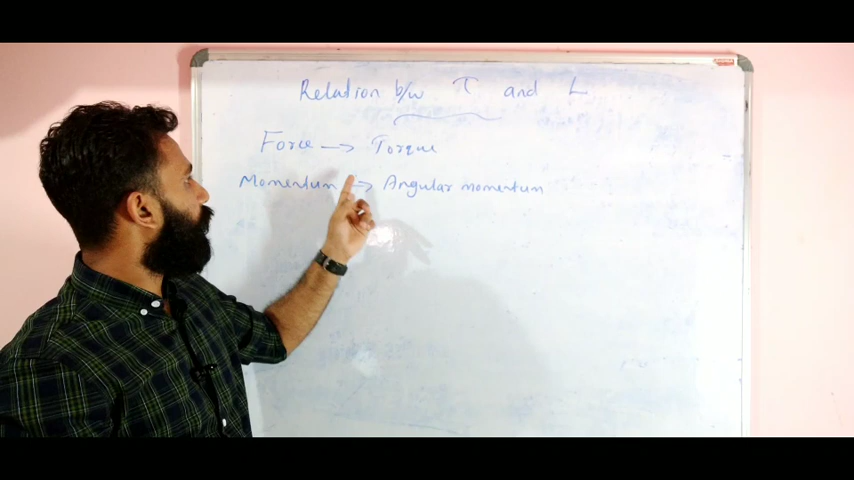 Relation b/w τ and L
Force → Torque
Momentum → Angular momentum